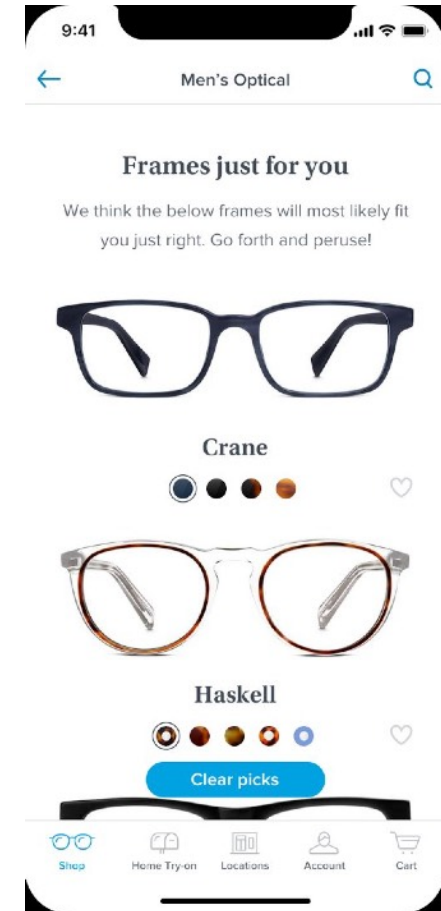 9:41
Men's Optical
Frames just for you
We think the below frames will most likely fit
you just right. Go forth and peruse!
Crane
Haskell
Clear picks
Shop
Home Try-on
Locations
Account
Cart